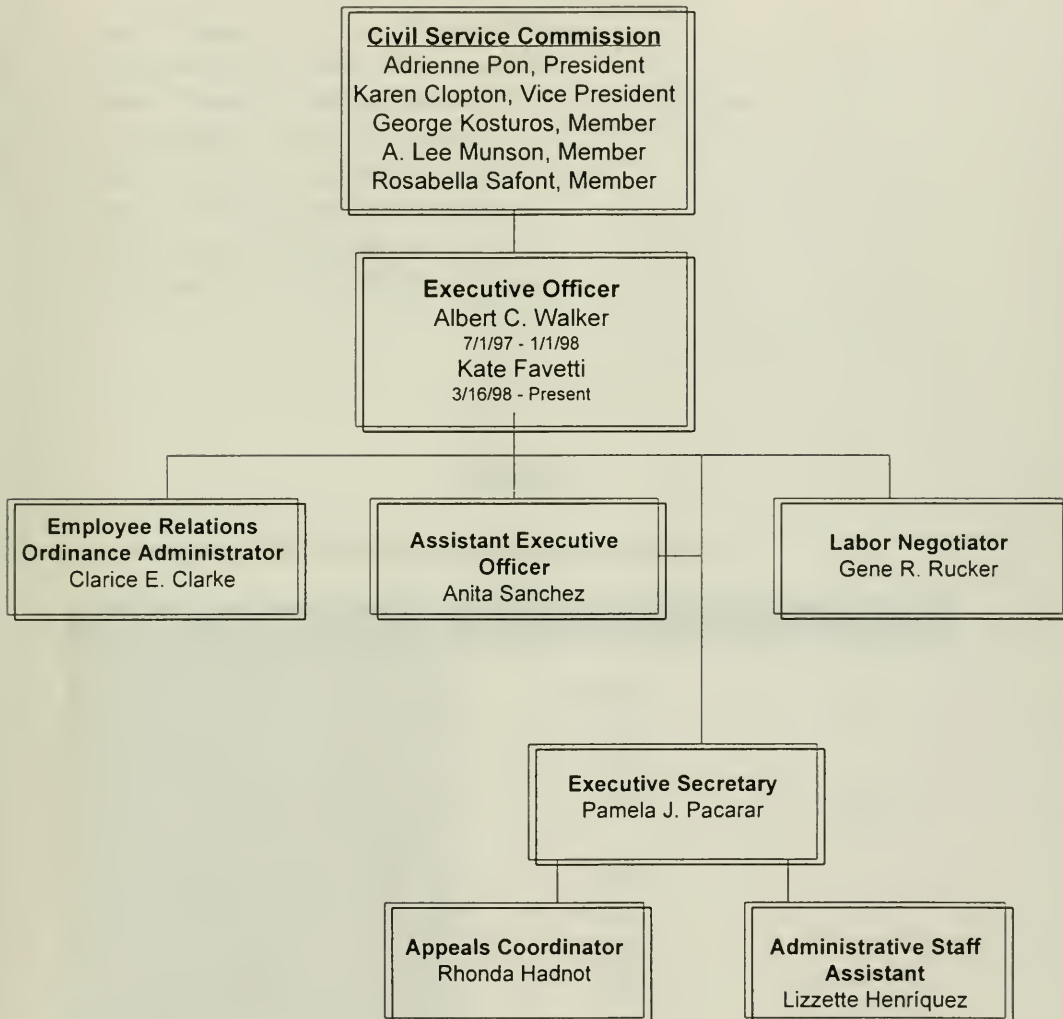 Civil Service Commission
Adrienne Pon, President
Karen Clopton, Vice President
George Kosturos, Member
A. Lee Munson, Member
Rosabella Safont, Member
Executive Officer
Albert C. Walker
7/1/97 - 1/1/98
Kate Favetti
3/16/98 - Present
Employee Relations
Ordinance Administrator
Clarice E. Clarke
Assistant Executive
Officer
Anita Sanchez
Labor Negotiator
Gene R. Rucker
Executive Secretary
Pamela J. Pacarar
Appeals Coordinator
Rhonda Hadnot
Administrative Staff
Assistant
Lizzette Henríquez